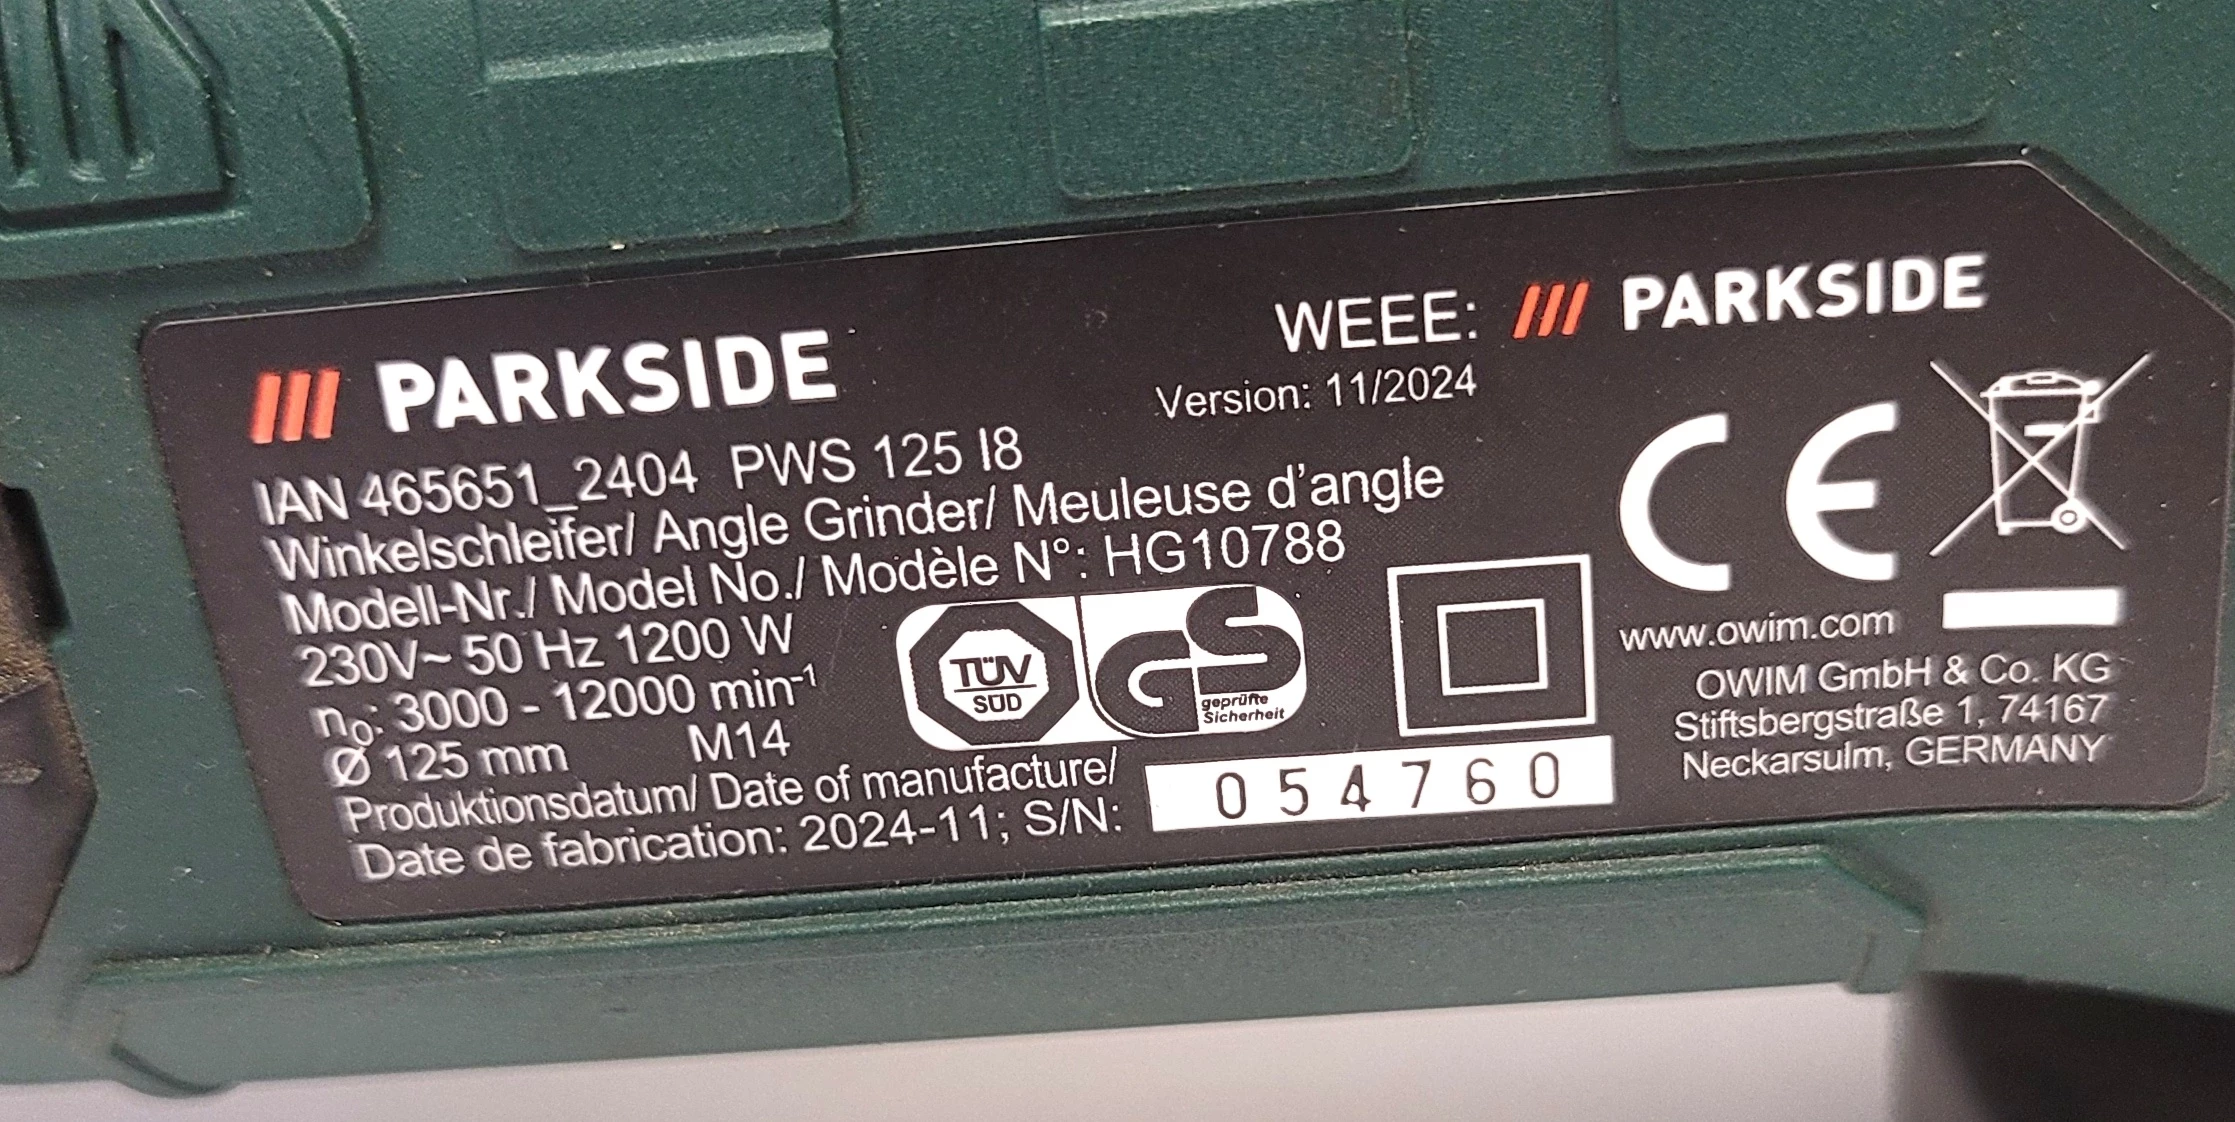 PARKSIDE
IAN 465651_2404 PWS 125 I8
Winkelschleifer/ Angle Grinder/ Meuleuse d'angle
Modell-Nr./ Model No./ Modèle N°: HG10788
230V~ 50 Hz 1200 W
n₀: 3000 - 12000 min⁻¹
Ø 125 mm M14
Produktionsdatum/ Date of manufacture/
Date de fabrication: 2024-11; S/N: 054760
TÜV
SÜD
GS
geprüfte
Sicherheit
WEEE: PARKSIDE
Version: 11/2024
CE
www.owim.com
OWIM GmbH & Co. KG
Stiftsbergstraße 1, 74167
Neckarsulm, GERMANY